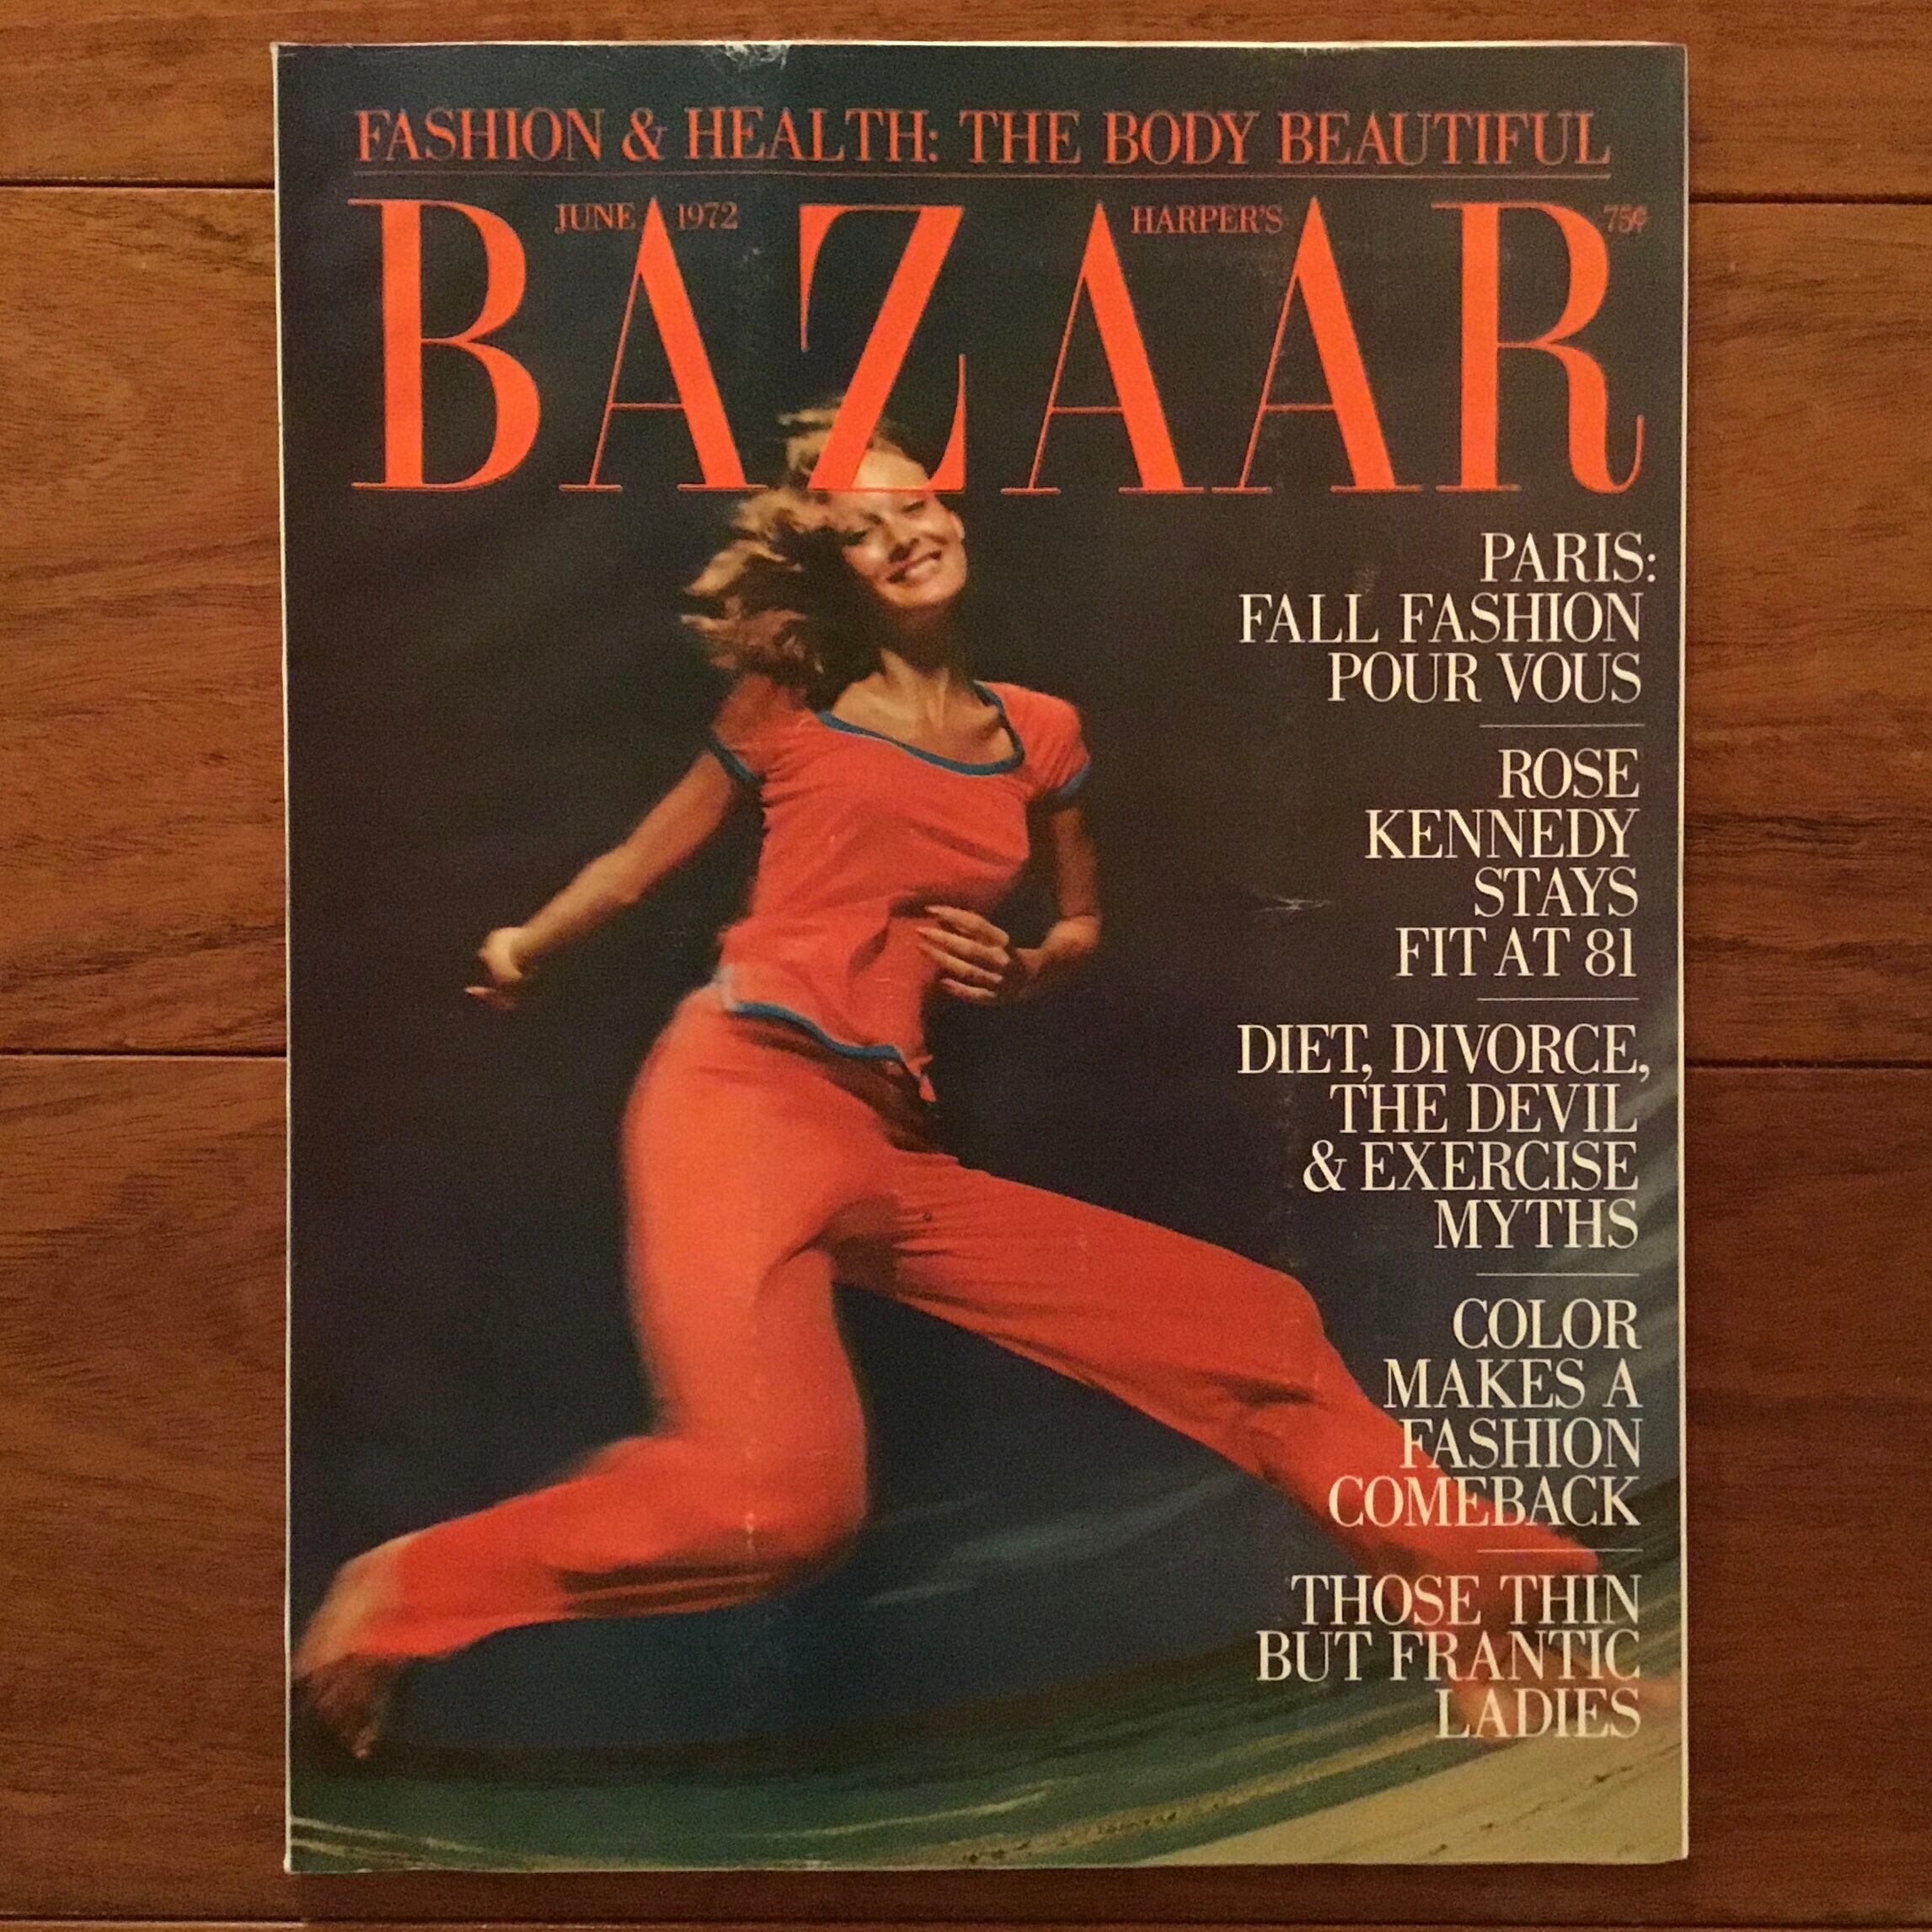 FASHION & HEALTH: THE BODY BEAUTIFUL
JUNE 1972 HARPER'S 75¢
BAZAAR
PARIS:
FALL FASHION
POUR VOUS
ROSE
KENNEDY
STAYS
FIT AT 81
DIET, DIVORCE,
THE DEVIL
& EXERCISE
MYTHS
COLOR
MAKES A
FASHION
COMEBACK
THOSE THIN
BUT FRANTIC
LADIES